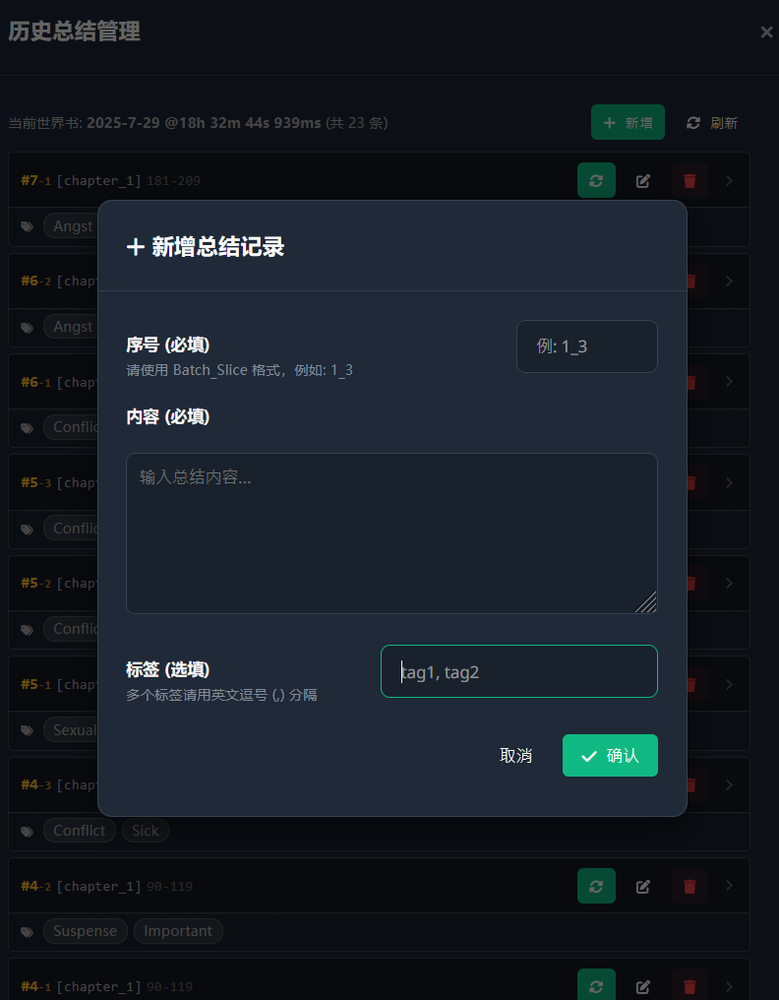 历史总结管理
当前世界书: 2025-7-29 @18h 32m 44s 939ms (共 23 条)
新增
刷新
#7-1 [chapter_1] 181-209
Angst
新增总结记录
#6-2 [chapt
Angst
序号 (必填)
请使用 Batch_Slice 格式，例如: 1_3
例: 1_3
#6-1 [chapt
内容 (必填)
Conflic
输入总结内容...
#5-3 [chapt
Conflic
#5-2 [chapt
Conflic
标签 (选填)
多个标签请用英文逗号 (,) 分隔
tag1, tag2
#5-1 [chapt
Sexual
取消
确认
#4-3 [chapt
Conflict
Sick
#4-2 [chapter_1] 90-119
Suspense
Important
#4-1 [chapter_1] 90-119